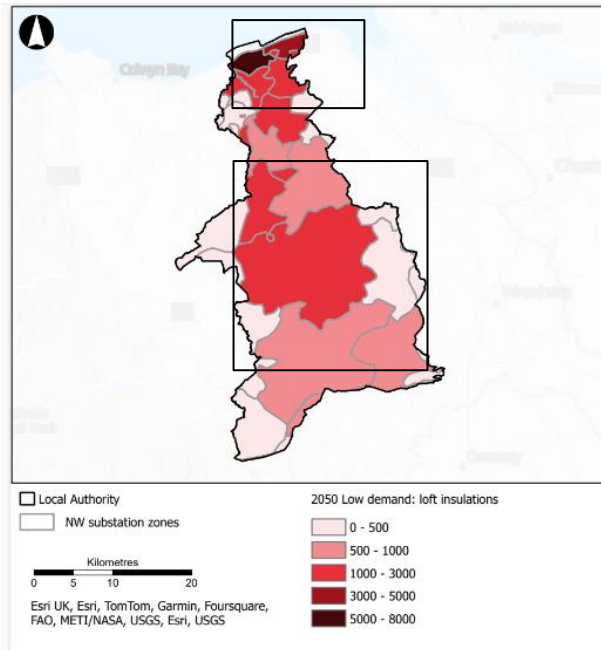 Colwyn Bay
Wrexham
Oswestry
Local Authority
NW substation zones
Kilometres
0 5 10 20
Esri UK, Esri, TomTom, Garmin, Foursquare,
FAO, METI/NASA, USGS, Esri, USGS
2050 Low demand: loft insulations
0 - 500
500 - 1000
1000 - 3000
3000 - 5000
5000 - 8000